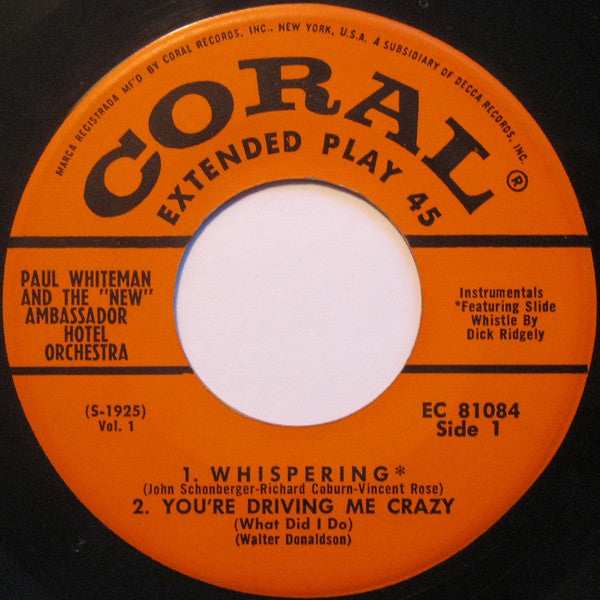 MARCA REGISTRADA MF'D BY CORAL RECORDS, INC., NEW YORK, U.S.A. A SUBSIDIARY OF DECCA RECORDS, INC.
CORAL®
EXTENDED PLAY 45
PAUL WHITEMAN
AND THE "NEW"
AMBASSADOR
HOTEL
ORCHESTRA
Instrumentals
*Featuring Slide
Whistle By
Dick Ridgely
(S-1925)
Vol. 1
EC 81084
Side 1
1. WHISPERING*
(John Schonberger-Richard Coburn-Vincent Rose)
2. YOU'RE DRIVING ME CRAZY
(What Did I Do)
(Walter Donaldson)